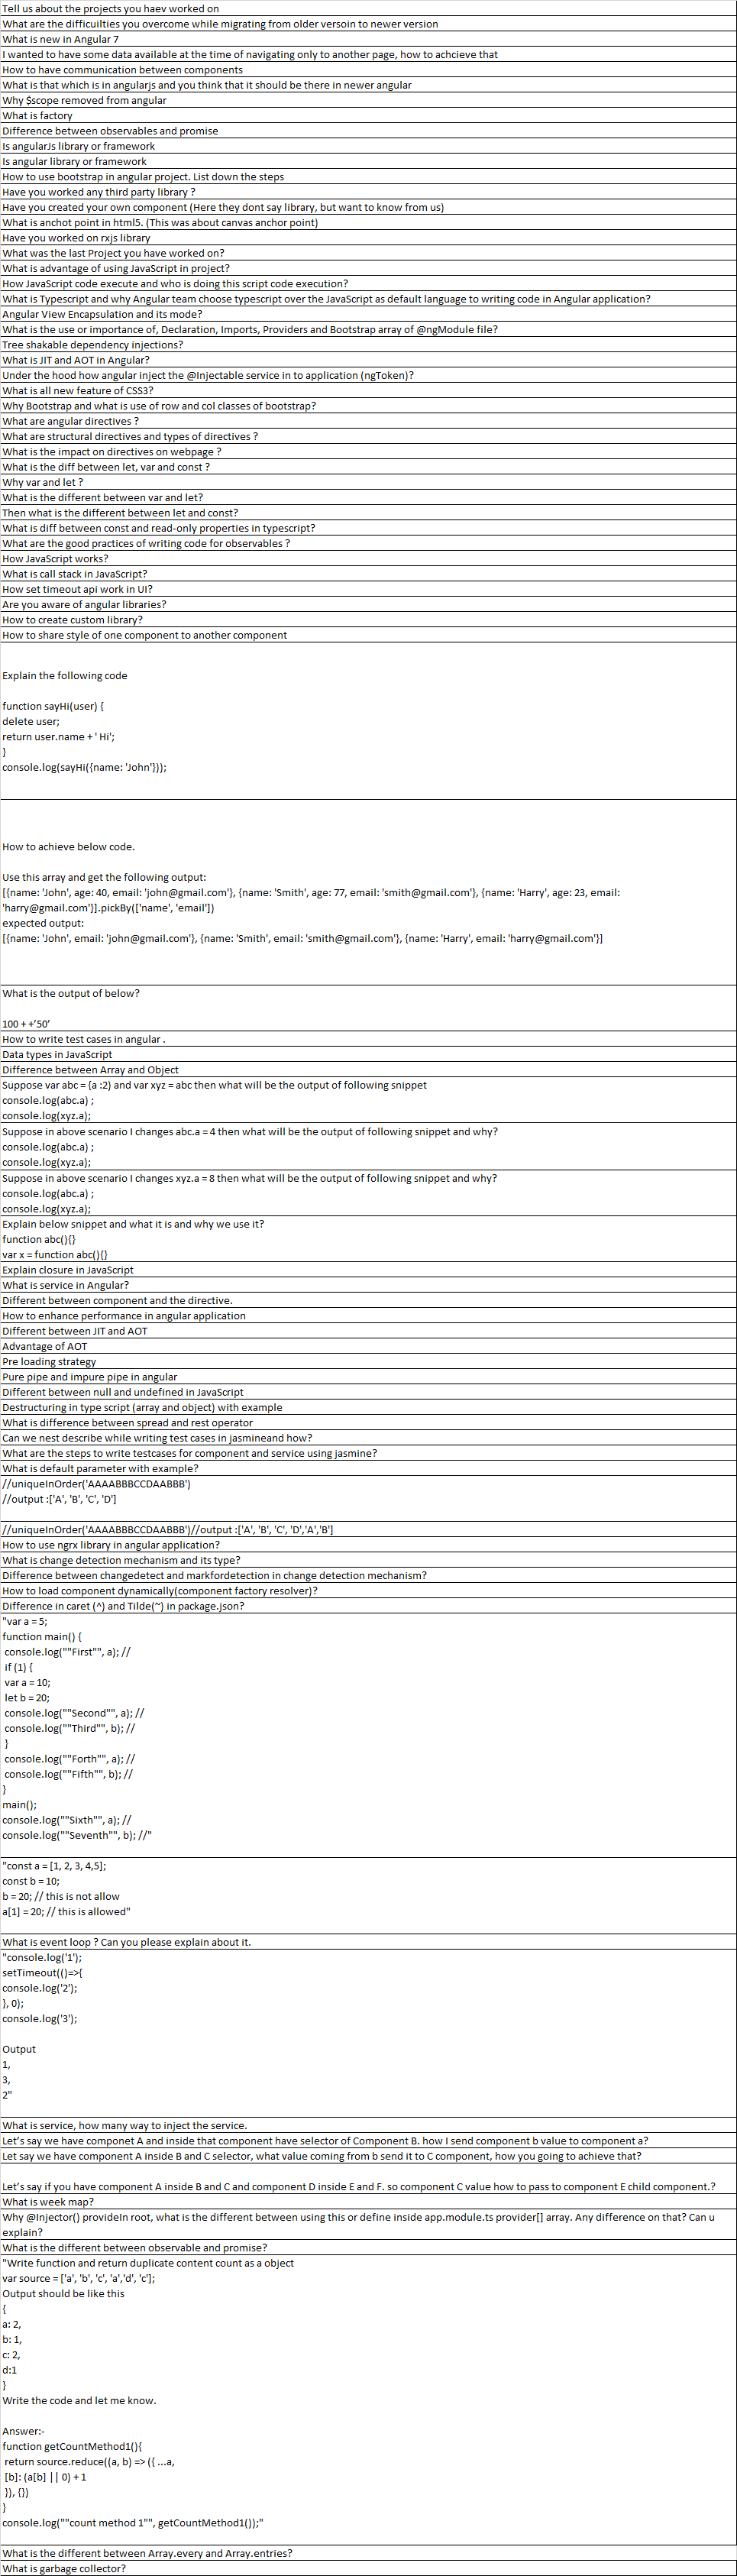 Tell us about the projects you haev worked on
What are the difficuilties you overcome while migrating from older versoin to newer version
What is new in Angular 7
I wanted to have some data available at the time of navigating only to another page, how to achcieve that
How to have communication between components
What is that which is in angularjs and you think that it should be there in newer angular
Why $scope removed from angular
What is factory
Difference between observables and promise
Is angularJs library or framework
Is angular library or framework
How to use bootstrap in angular project. List down the steps
Have you worked any third party library ?
Have you created your own component (Here they dont say library, but want to know from us)
What is anchot point in html5. (This was about canvas anchor point)
Have you worked on rxjs library
What was the last Project you have worked on?
What is advantage of using JavaScript in project?
How JavaScript code execute and who is doing this script code execution?
What is Typescript and why Angular team choose typescript over the JavaScript as default language to writing code in Angular application?
Angular View Encapsulation and its mode?
What is the use or importance of, Declaration, Imports, Providers and Bootstrap array of @ngModule file?
Tree shakable dependency injections?
What is JIT and AOT in Angular?
Under the hood how angular inject the @Injectable service in to application (ngToken)?
What is all new feature of CSS3?
Why Bootstrap and what is use of row and col classes of bootstrap?
What are angular directives ?
What are structural directives and types of directives ?
What is the impact on directives on webpage ?
What is the diff between let, var and const ?
Why var and let ?
What is the different between var and let?
Then what is the different between let and const?
What is diff between const and read-only properties in typescript?
What are the good practices of writing code for observables ?
How JavaScript works?
What is call stack in JavaScript?
How set timeout api work in UI?
Are you aware of angular libraries?
How to create custom library?
How to share style of one component to another component
Explain the following code
function sayHi(user) {
delete user;
return user.name + ' Hi';
}
console.log(sayHi({name: 'John'}));
How to achieve below code.
Use this array and get the following output:
[{name: 'John', age: 40, email: 'john@gmail.com'}, {name: 'Smith', age: 77, email: 'smith@gmail.com'}, {name: 'Harry', age: 23, email:
'harry@gmail.com'}].pickBy(['name', 'email'])
expected output:
[{name: 'John', email: 'john@gmail.com'}, {name: 'Smith', email: 'smith@gmail.com'}, {name: 'Harry', email: 'harry@gmail.com'}]
What is the output of below?
100 + +’50’
How to write test cases in angular .
Data types in JavaScript
Difference between Array and Object
Suppose var abc = {a :2} and var xyz = abc then what will be the output of following snippet
console.log(abc.a) ;
console.log(xyz.a);
Suppose in above scenario I changes abc.a = 4 then what will be the output of following snippet and why?
console.log(abc.a) ;
console.log(xyz.a);
Suppose in above scenario I changes xyz.a = 8 then what will be the output of following snippet and why?
console.log(abc.a) ;
console.log(xyz.a);
Explain below snippet and what it is and why we use it?
function abc(){}
var x = function abc(){}
Explain closure in JavaScript
What is service in Angular?
Different between component and the directive.
How to enhance performance in angular application
Different between JIT and AOT
Advantage of AOT
Pre loading strategy
Pure pipe and impure pipe in angular
Different between null and undefined in JavaScript
Destructuring in type script (array and object) with example
What is difference between spread and rest operator
Can we nest describe while writing test cases in jasmineand how?
What are the steps to write testcases for component and service using jasmine?
What is default parameter with example?
//uniqueInOrder('AAAABBBCCDAABBB')
//output :['A', 'B', 'C', 'D']
//uniqueInOrder('AAAABBBCCDAABBB')//output :['A', 'B', 'C', 'D','A','B']
How to use ngrx library in angular application?
What is change detection mechanism and its type?
Difference between changedetect and markfordetection in change detection mechanism?
How to load component dynamically(component factory resolver)?
Difference in caret (^) and Tilde(~) in package.json?
"var a = 5;
function main() {
console.log(""First"", a); //
if (1) {
var a = 10;
let b = 20;
console.log(""Second"", a); //
console.log(""Third"", b); //
}
console.log(""Forth"", a); //
console.log(""Fifth"", b); //
}
main();
console.log(""Sixth"", a); //
console.log(""Seventh"", b); //"
"const a = [1, 2, 3, 4,5];
const b = 10;
b = 20; // this is not allow
a[1] = 20; // this is allowed"
What is event loop ? Can you please explain about it.
"console.log('1');
setTimeout(()=>{
console.log('2');
}, 0);
console.log('3');
Output
1,
3,
2"
What is service, how many way to inject the service.
Let’s say we have componet A and inside that component have selector of Component B. how I send component b value to component a?
Let say we have component A inside B and C selector, what value coming from b send it to C component, how you going to achieve that?
Let’s say if you have component A inside B and C and component D inside E and F. so component C value how to pass to component E child component.?
What is week map?
Why @Injector() provideIn root, what is the different between using this or define inside app.module.ts provider[] array. Any difference on that? Can u
explain?
What is the different between observable and promise?
"Write function and return duplicate content count as a object
var source = ['a', 'b', 'c', 'a','d', 'c'];
Output should be like this
{
a: 2,
b: 1,
c: 2,
d:1
}
Write the code and let me know.
Answer:-
function getCountMethod1(){
return source.reduce((a, b) => ({ ...a,
[b]: (a[b] || 0) + 1
}), {})
}
console.log(""count method 1"", getCountMethod1());"
What is the different between Array.every and Array.entries?
What is garbage collector?